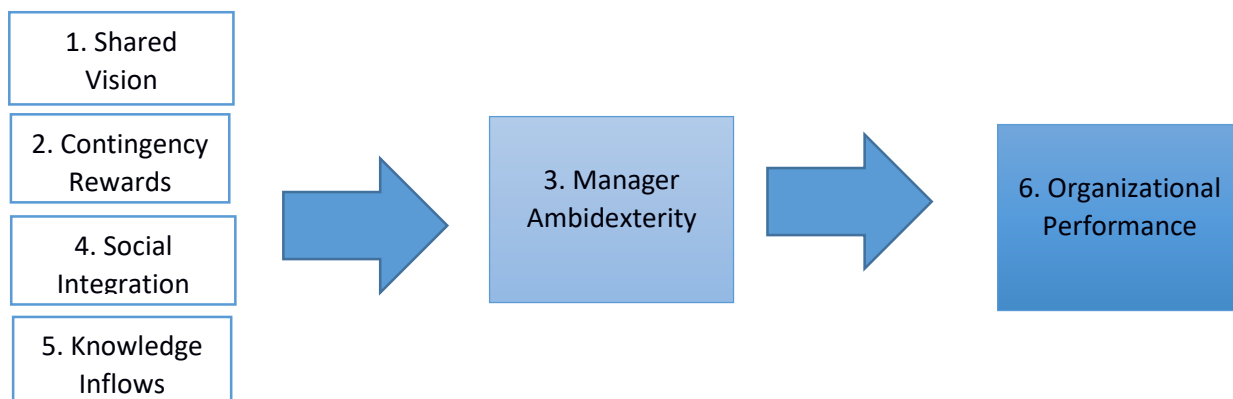 1. Shared
Vision
2. Contingency
Rewards
4. Social
Integration
5. Knowledge
Inflows
3. Manager
Ambidexterity
6. Organizational
Performance